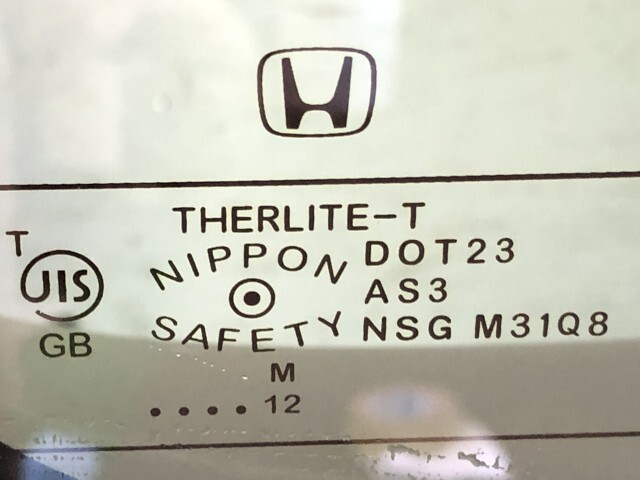 THERLITE-T
T
JIS
GB
NIPPON
SAFETY
DOT23
AS3
NSG M31Q8
M
....12